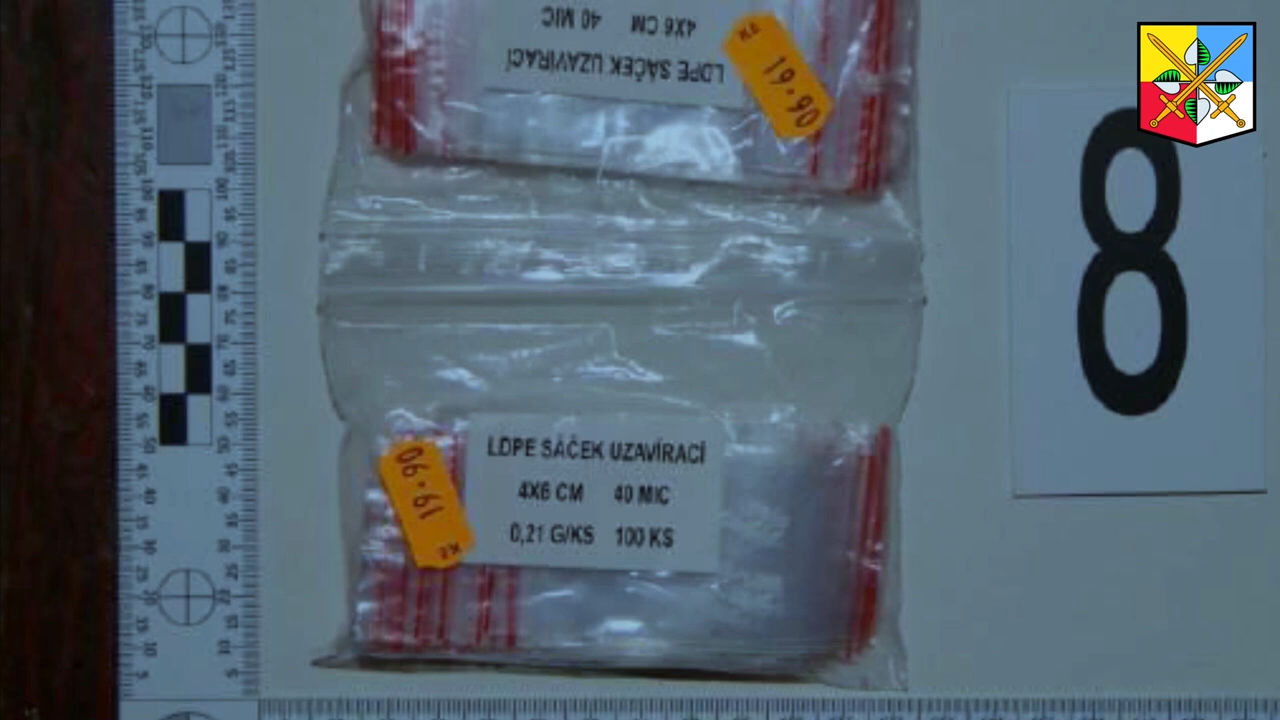 LDPE SÁČEK UZAVÍRACÍ
4X6 CM 40 MIC
Kč 19.90
8
LDPE SÁČEK UZAVÍRACÍ
4X6 CM 40 MIC
0,21 G/KS 100 KS
Kč 19.90